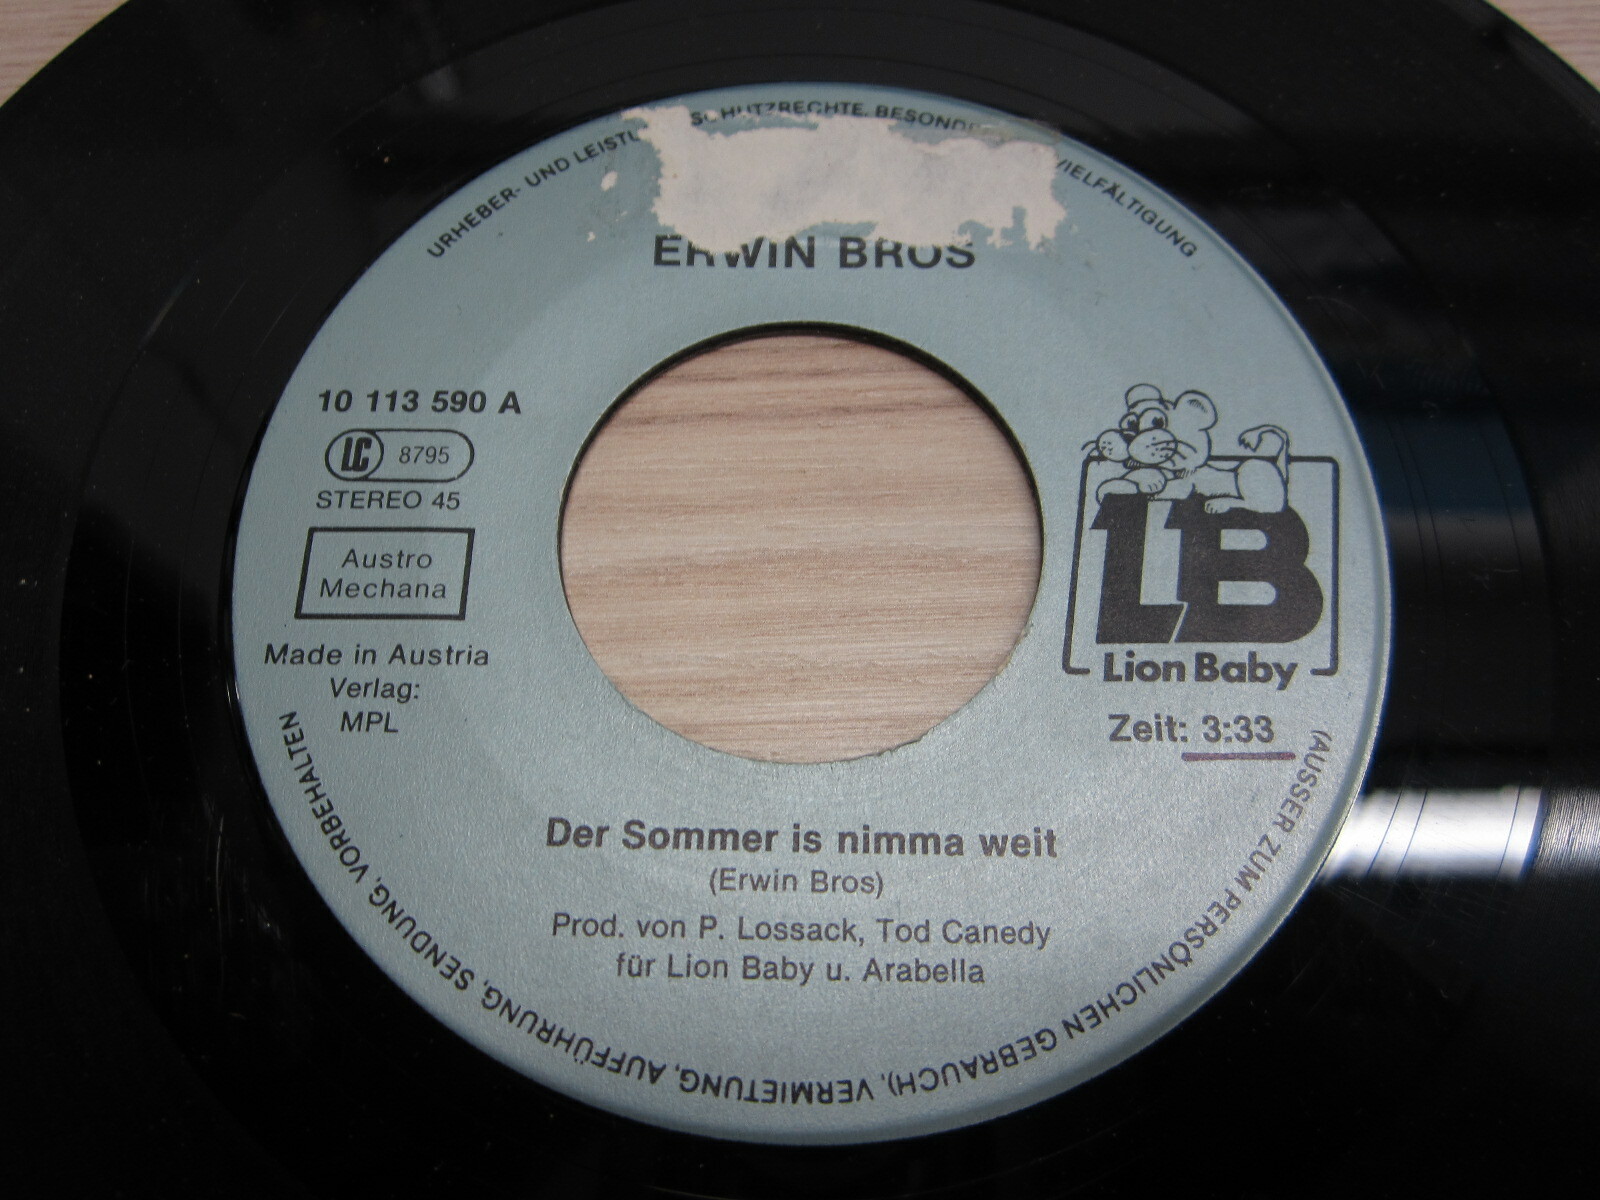 URHEBER- UND SCHUTZRECHTE. VIELFÄLTIGUNG
ERWIN BROS
10 113 590 A
LC 8795
STEREO 45
Austro
Mechana
Made in Austria
Verlag:
MPL
LB
Lion Baby
Zeit: 3:33
Der Sommer is nimma weit
(Erwin Bros)
Prod. von P. Lossack, Tod Canedy
für Lion Baby u. Arabella
(AUSSER ZUM PERSÖNLICHEN GEBRAUCH), VERMIETUNG, AUFFÜHRUNG, SENDUNG, VORBEHALTEN